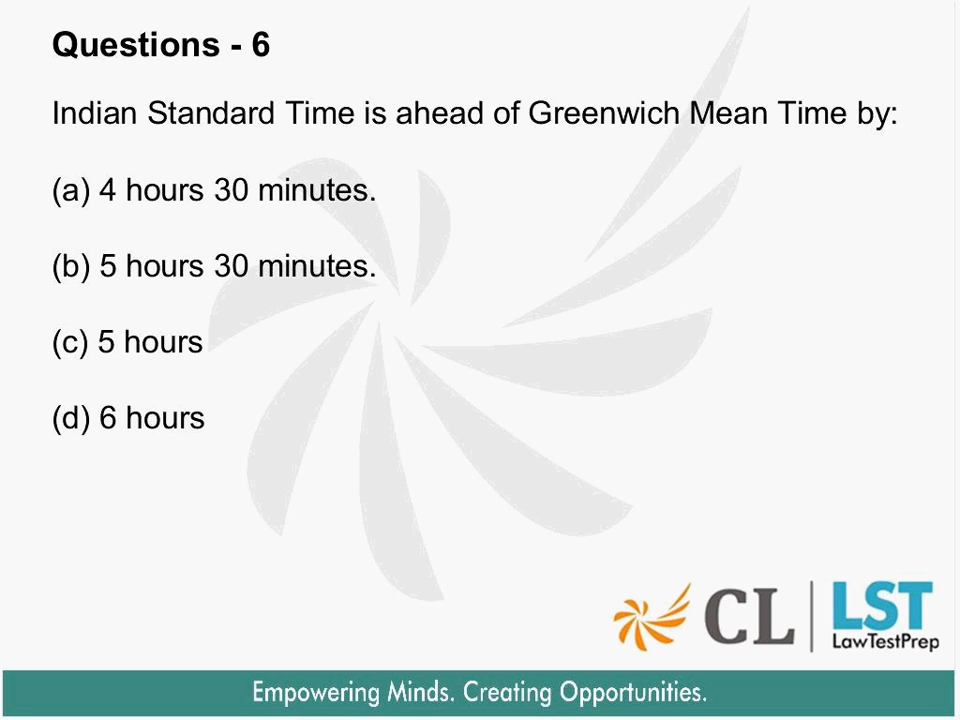 Questions - 6
Indian Standard Time is ahead of Greenwich Mean Time by:
(a) 4 hours 30 minutes.
(b) 5 hours 30 minutes.
(c) 5 hours
(d) 6 hours
CL LST
LawTestPrep
Empowering Minds. Creating Opportunities.